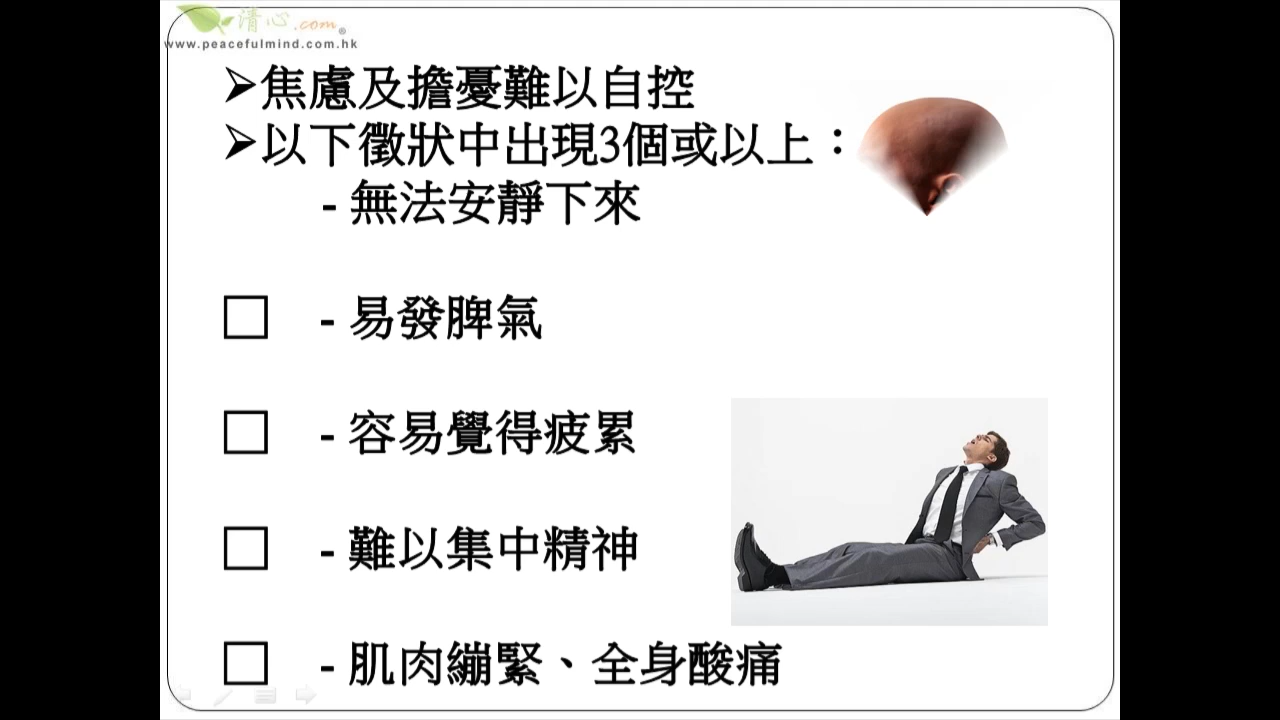 清心.com®
www.peacefulmind.com.hk
➢焦慮及擔憂難以自控
➢以下徵狀中出現3個或以上：
- 無法安靜下來
☐ - 易發脾氣
☐ - 容易覺得疲累
☐ - 難以集中精神
☐ - 肌肉繃緊、全身酸痛